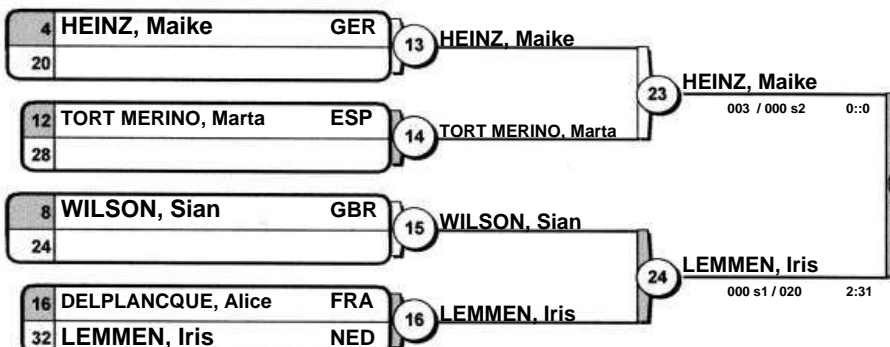 4 HEINZ, Maike GER
20
13 HEINZ, Maike
12 TORT MERINO, Marta ESP
28
14 TORT MERINO, Marta
23 HEINZ, Maike
003 / 000 s2 0::0
8 WILSON, Sian GBR
24
15 WILSON, Sian
16 DELPLANCQUE, Alice FRA
32 LEMMEN, Iris NED
16 LEMMEN, Iris
24 LEMMEN, Iris
000 s1 / 020 2:31